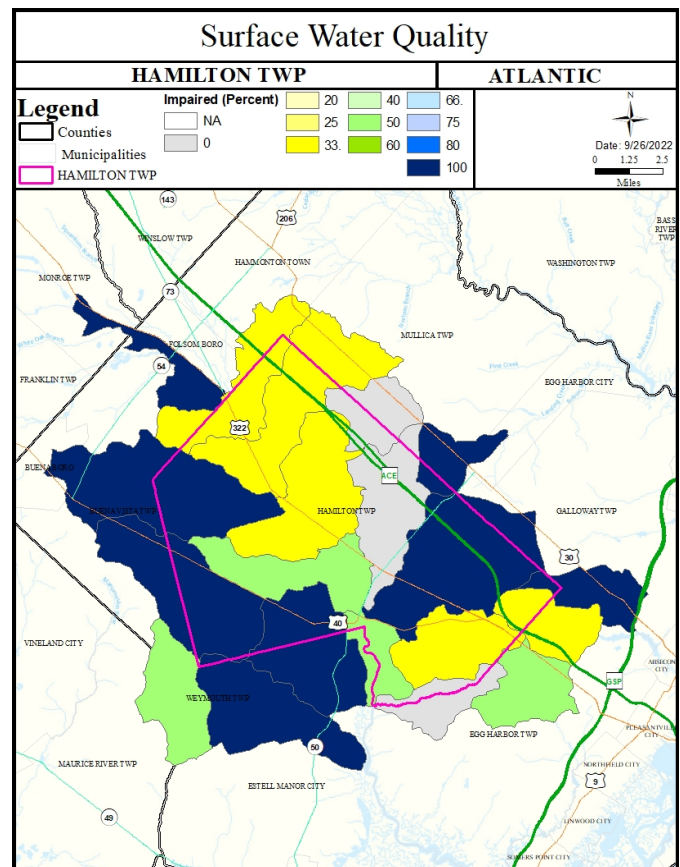 Surface Water Quality
HAMILTON TWP
ATLANTIC
Legend
Counties
Municipalities
HAMILTON TWP
Impaired (Percent)
NA
0
20
25
33.
40
50
60
66.
75
80
100
N
Date: 9/26/2022
0 1.25 2.5
Miles
143
206
WINSLOW TWP
HAMMONTON TOWN
BASS
RIVER
TWP
WASHINGTON TWP
MONROE TWP
73
MULLICA TWP
FOLSOM BORO
54
FRANKLIN TWP
EGG HARBOR CITY
322
BUENA BORO
ACE
BUENA VISTA TWP
HAMILTON TWP
GALLOWAY TWP
30
40
VINELAND CITY
ABSECON
CITY
GSP
WEYMOUTH TWP
EGG HARBOR TWP
PLEASANTVILLE
CITY
50
MAURICE RIVER TWP
NORTHFIELD CITY
ESTELL MANOR CITY
9
49
LINWOOD CITY
SOMERS POINT CITY